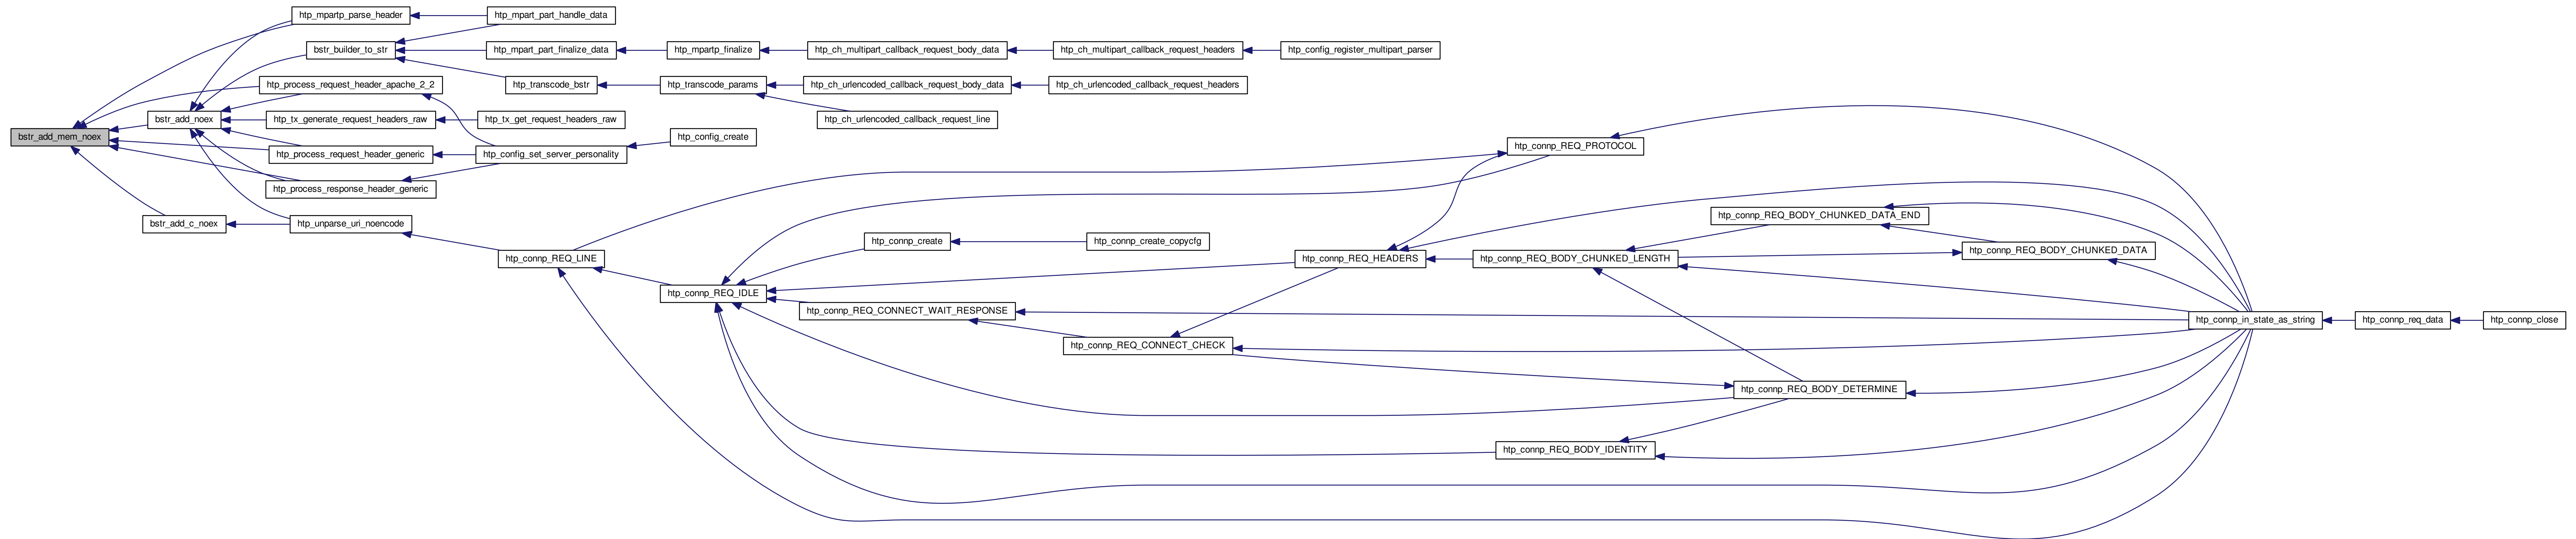 htp_mpartp_parse_header
htp_mpart_part_handle_data
bstr_builder_to_str
htp_mpart_part_finalize_data
htp_mpartp_finalize
htp_ch_multipart_callback_request_body_data
htp_ch_multipart_callback_request_headers
htp_config_register_multipart_parser
htp_process_request_header_apache_2_2
htp_transcode_bstr
htp_transcode_params
htp_ch_urlencoded_callback_request_body_data
htp_ch_urlencoded_callback_request_headers
bstr_add_noex
htp_tx_generate_request_headers_raw
htp_tx_get_request_headers_raw
htp_ch_urlencoded_callback_request_line
bstr_add_mem_noex
htp_config_create
htp_connp_REQ_PROTOCOL
htp_process_request_header_generic
htp_config_set_server_personality
htp_process_response_header_generic
bstr_add_c_noex
htp_unparse_uri_noencode
htp_connp_REQ_BODY_CHUNKED_DATA_END
htp_connp_create
htp_connp_create_copycfg
htp_connp_REQ_BODY_CHUNKED_DATA
htp_connp_REQ_LINE
htp_connp_REQ_HEADERS
htp_connp_REQ_BODY_CHUNKED_LENGTH
htp_connp_REQ_IDLE
htp_connp_REQ_CONNECT_WAIT_RESPONSE
htp_connp_in_state_as_string
htp_connp_req_data
htp_connp_close
htp_connp_REQ_CONNECT_CHECK
htp_connp_REQ_BODY_DETERMINE
htp_connp_REQ_BODY_IDENTITY